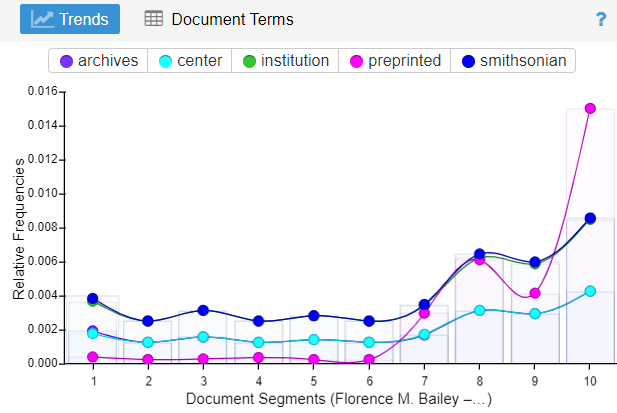 Trends Document Terms ?
archives center institution preprinted smithsonian
0.016
0.014
0.012
0.010
0.008
0.006
0.004
0.002
0.000
Relative Frequencies
1 2 3 4 5 6 7 8 9 10
Document Segments (Florence M. Bailey –…)